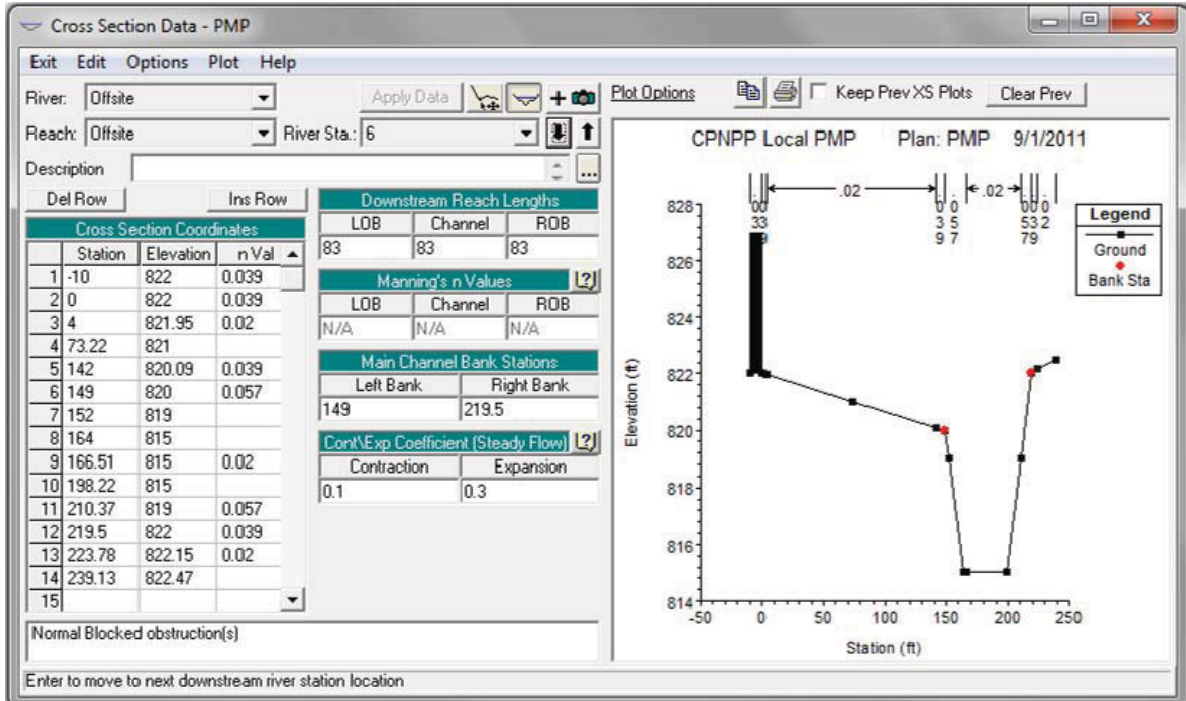 Cross Section Data - PMP
Exit Edit Options Plot Help
River: Offsite
Apply Data
Plot Options
Keep Prev XS Plots
Clear Prev
Reach: Offsite
River Sta.: 6
Description
...
Del Row
Ins Row
Cross Section Coordinates
Station Elevation n Val
1 -10 822 0.039
2 0 822 0.039
3 4 821.95 0.02
4 73.22 821
5 142 820.09 0.039
6 149 820 0.057
7 152 819
8 164 815
9 166.51 815 0.02
10 198.22 815
11 210.37 819 0.057
12 219.5 822 0.039
13 223.78 822.15 0.02
14 239.13 822.47
15
Downstream Reach Lengths
LOB Channel ROB
83 83 83
Manning's n Values
LOB Channel ROB
N/A N/A N/A
Main Channel Bank Stations
Left Bank Right Bank
149 219.5
Cont\Exp Coefficient (Steady Flow)
Contraction Expansion
0.1 0.3
Normal Blocked obstruction(s)
Enter to move to next downstream river station location
CPNPP Local PMP Plan: PMP 9/1/2011
.02
.02
Legend
Ground
Bank Sta
828
826
824
822
820
818
816
814
Elevation (ft)
-50 0 50 100 150 200 250
Station (ft)